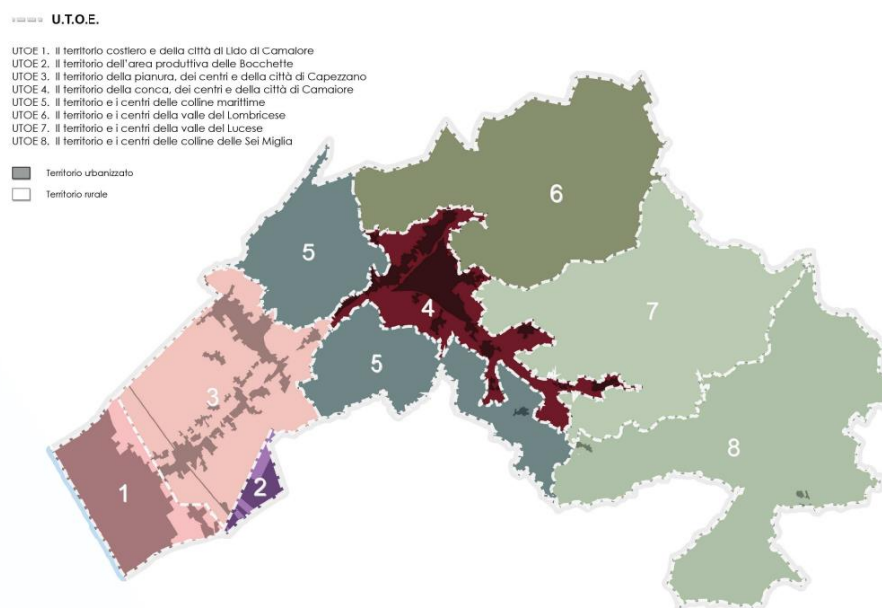 U.T.O.E.
UTOE 1. Il territorio costiero e della città di Lido di Camaiore
UTOE 2. Il territorio dell'area produttiva delle Bocchette
UTOE 3. Il territorio della pianura, dei centri e della città di Capezzano
UTOE 4. Il territorio della conca, dei centri e della città di Camaiore
UTOE 5. Il territorio e i centri delle colline marittime
UTOE 6. Il territorio e i centri della valle del Lombricese
UTOE 7. Il territorio e i centri della valle del Lucese
UTOE 8. Il territorio e i centri delle colline delle Sei Miglia
Territorio urbanizzato
Territorio rurale
6
5
7
4
5
3
8
2
1